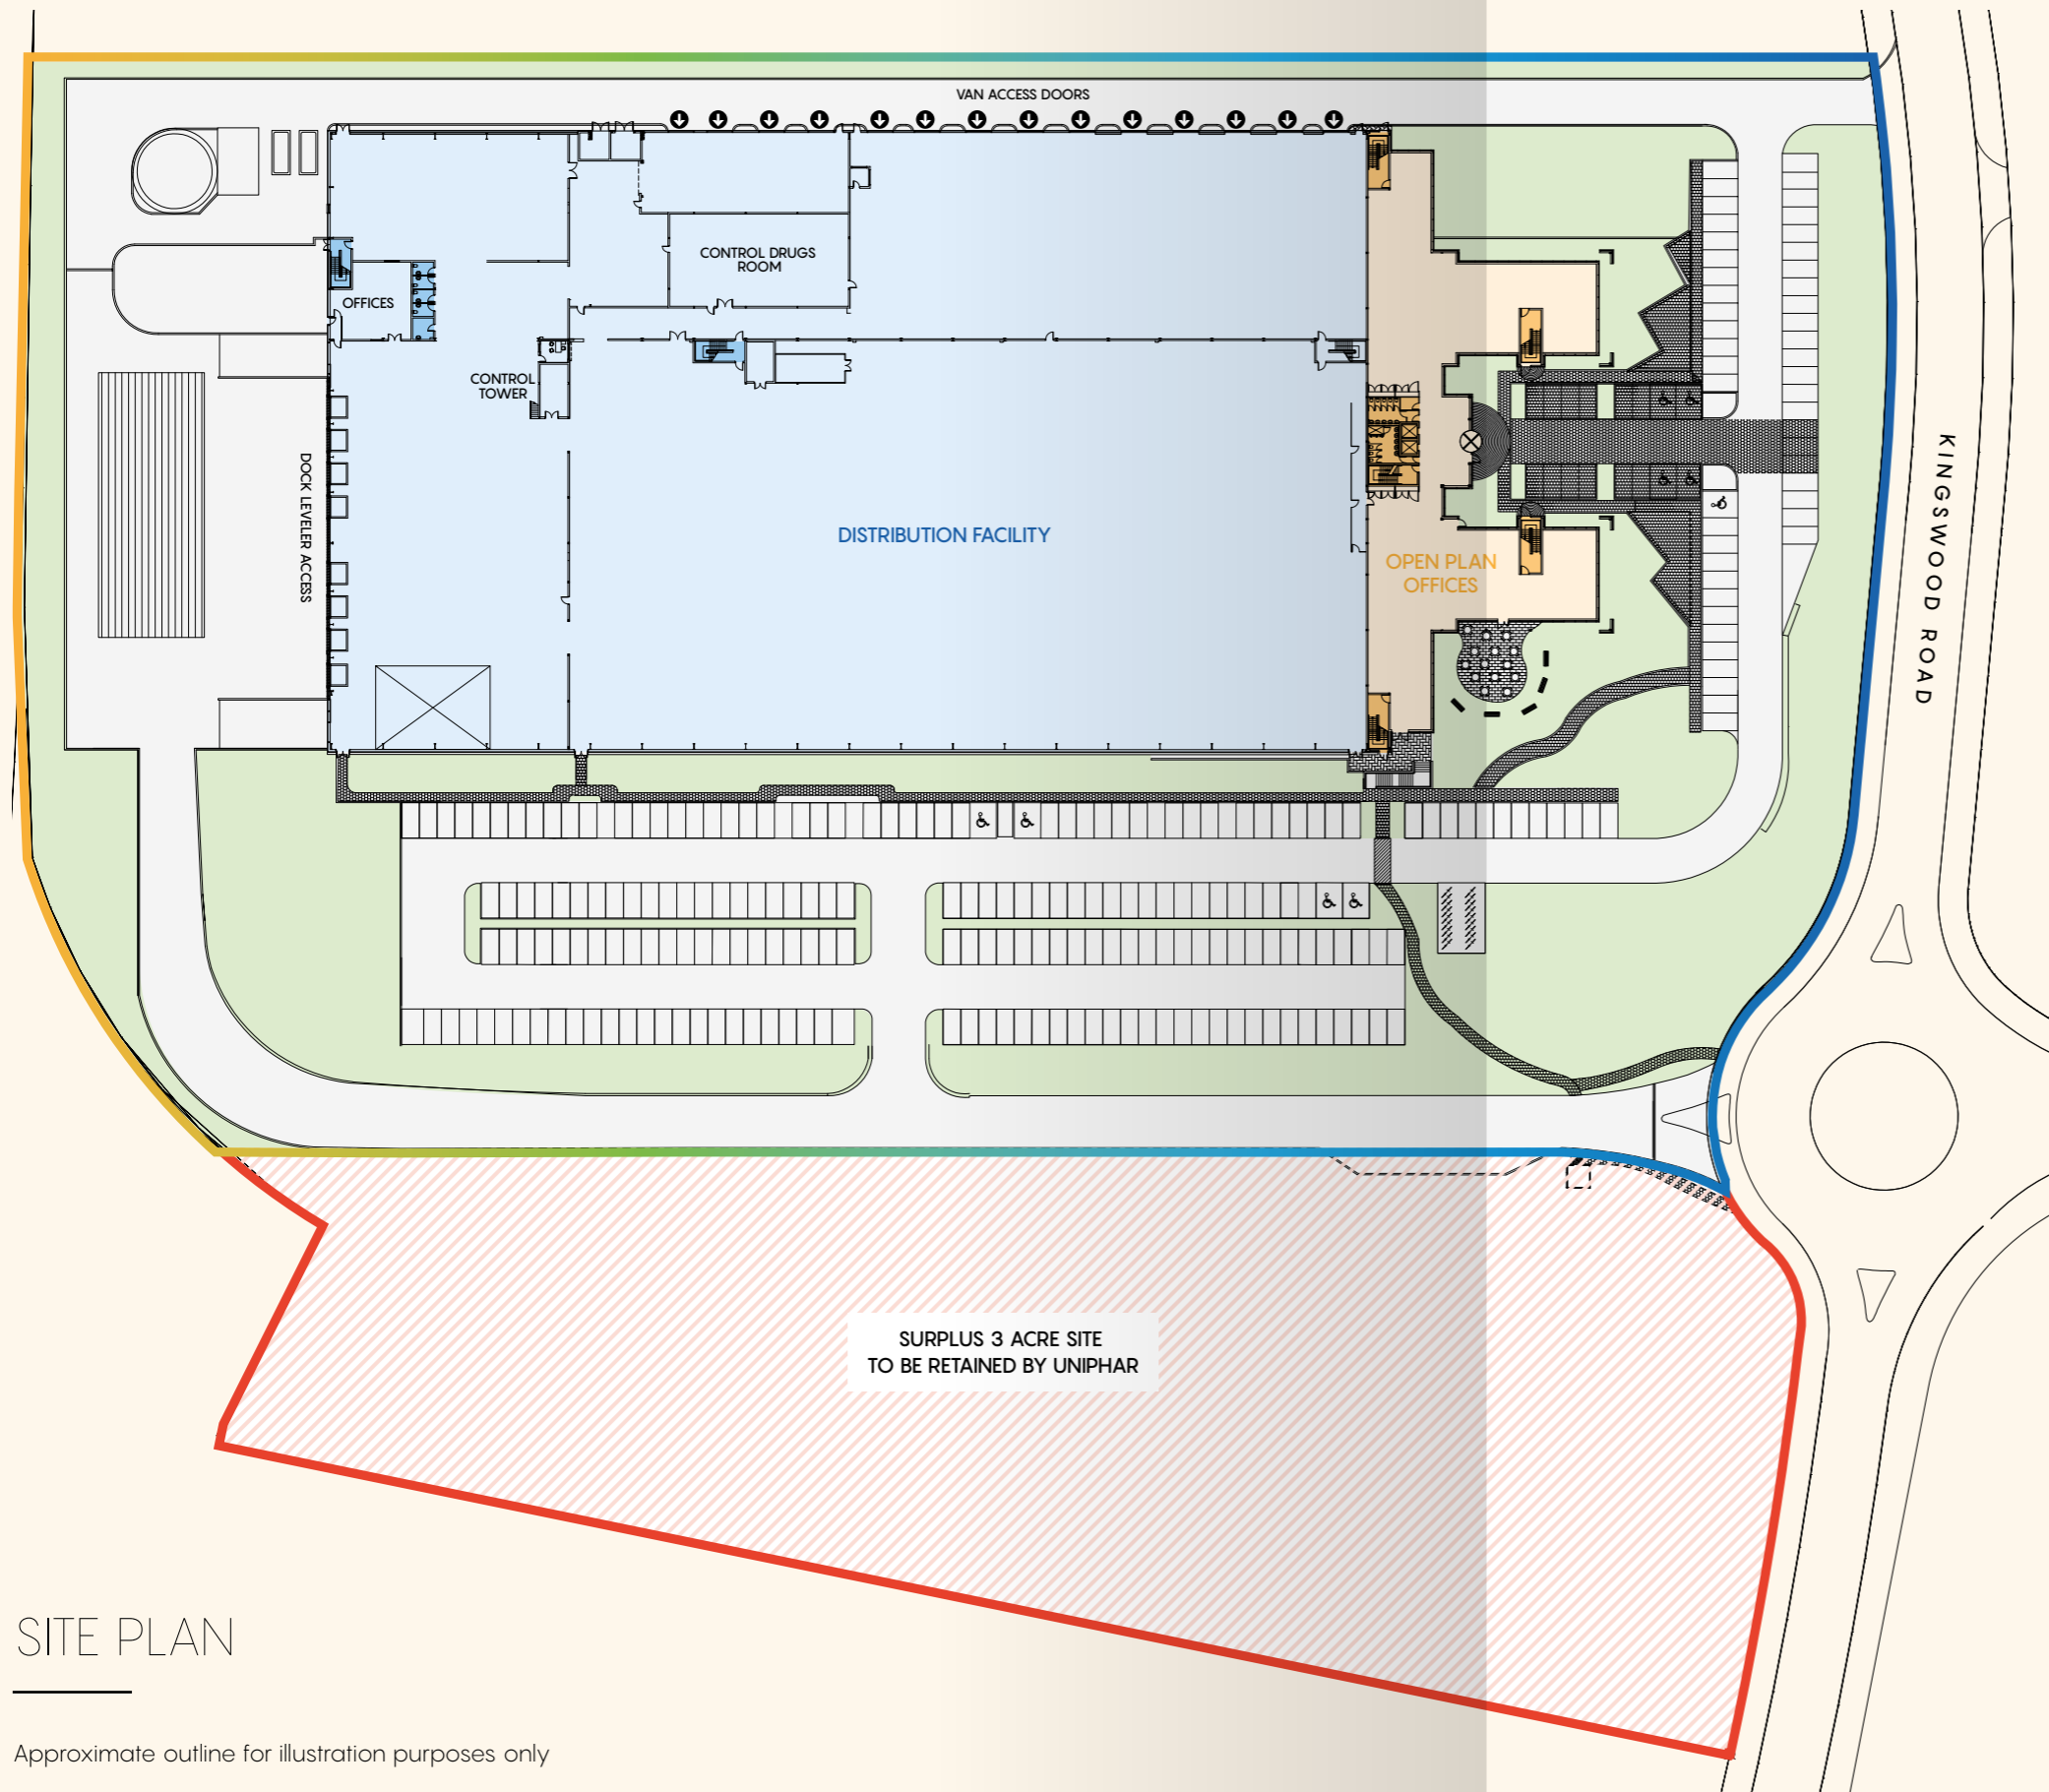 VAN ACCESS DOORS
CONTROL DRUGS
ROOM
OFFICES
CONTROL
TOWER
DOCK LEVELER ACCESS
DISTRIBUTION FACILITY
OPEN PLAN
OFFICES
KINGSWOOD ROAD
SURPLUS 3 ACRE SITE
TO BE RETAINED BY UNIPHAR
SITE PLAN
Approximate outline for illustration purposes only